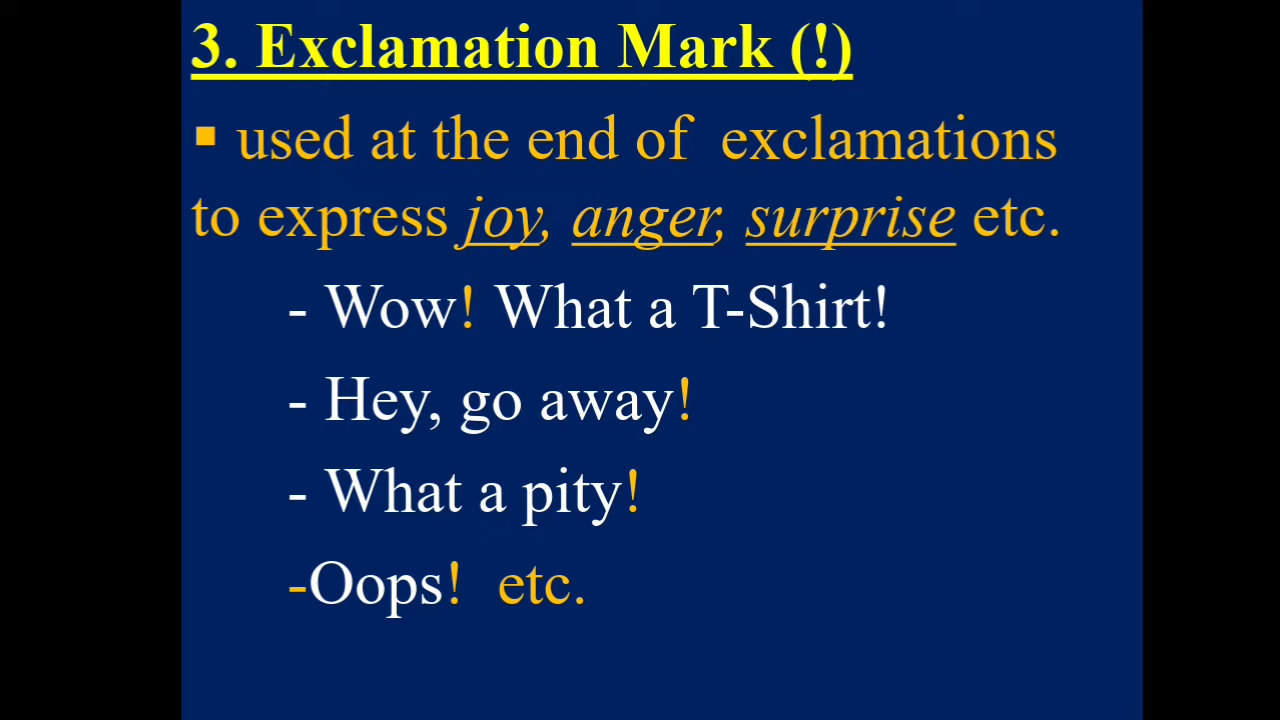 3. Exclamation Mark (!)
▪ used at the end of exclamations
to express joy, anger, surprise etc.
- Wow! What a T-Shirt!
- Hey, go away!
- What a pity!
-Oops! etc.